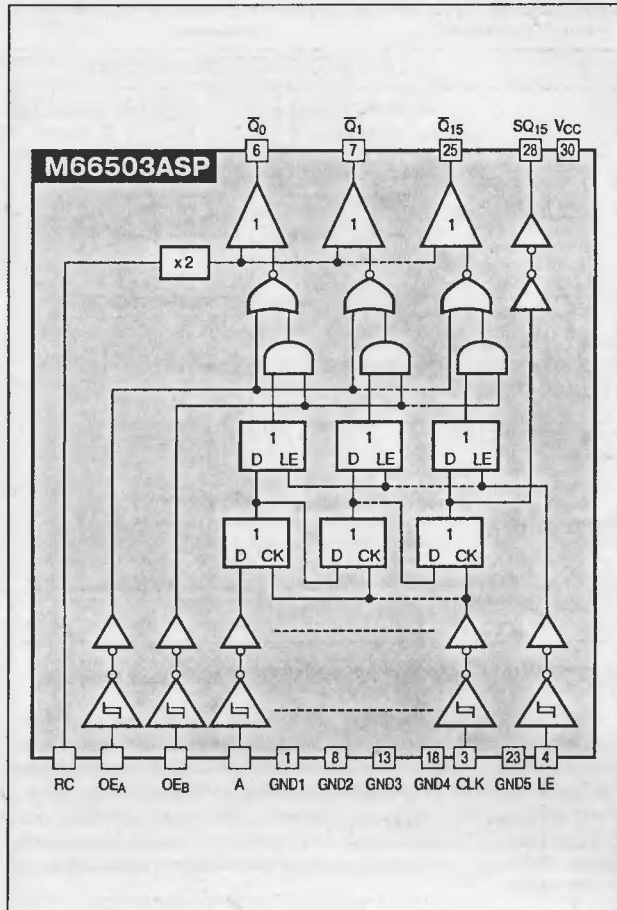 Q̅0 Q̅1 Q̅15 SQ15 VCC
6 7 25 28 30
M66503ASP
1 1 1
x2
1 1 1
D LE D LE D LE
1 1 1
D CK D CK D CK
1 8 13 18 3 23 4
RC OEA OEB A GND1 GND2 GND3 GND4 CLK GND5 LE